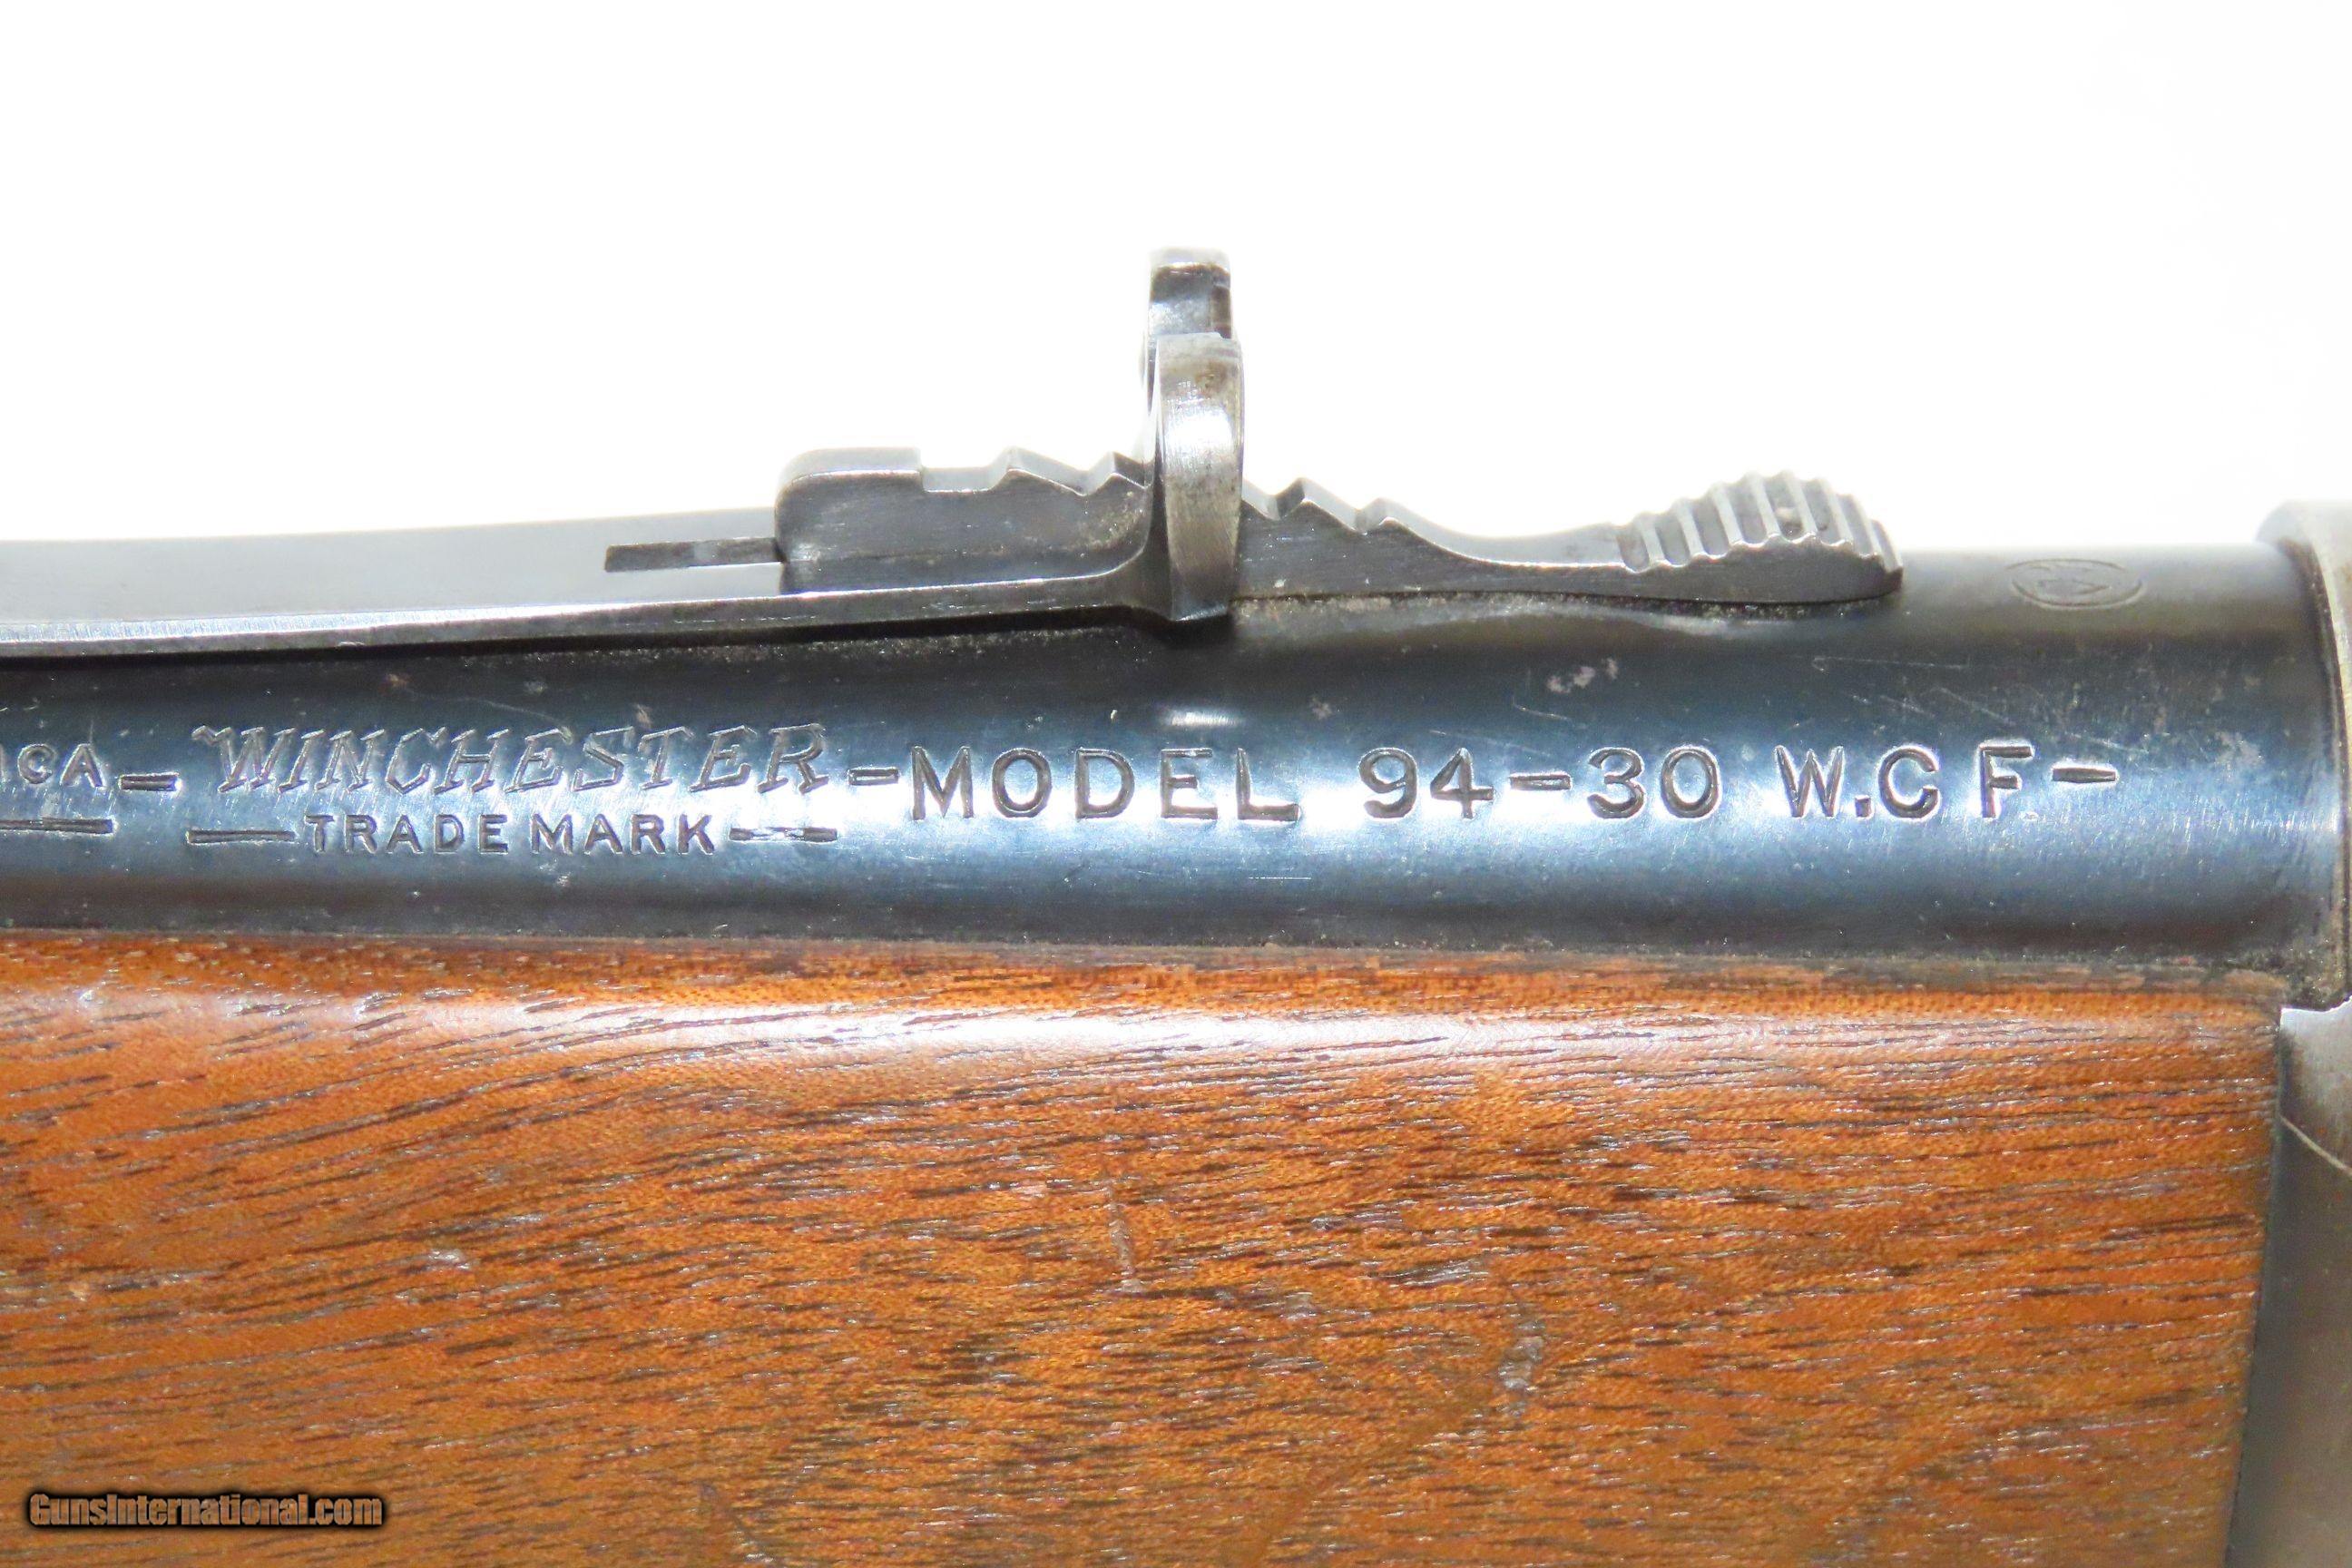 WINCHESTER -MODEL 94-30 W.C F.-
-TRADE MARK-
GunsInternational.com